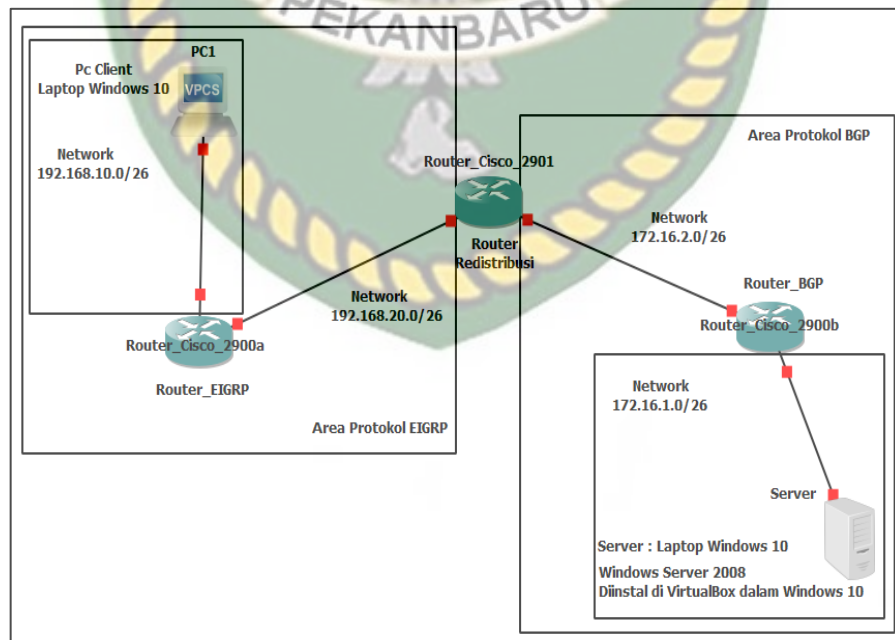 PEKANBARU
PC1
Pc Client
Laptop Windows 10
VPCS
Network
192.168.10.0/26
Router_Cisco_2900a
Router_EIGRP
Network
192.168.20.0/26
Area Protokol EIGRP
Router_Cisco_2901
Router
Redistribusi
Area Protokol BGP
Network
172.16.2.0/26
Router_BGP
Router_Cisco_2900b
Network
172.16.1.0/26
Server
Server : Laptop Windows 10
Windows Server 2008
Diinstal di VirtualBox dalam Windows 10